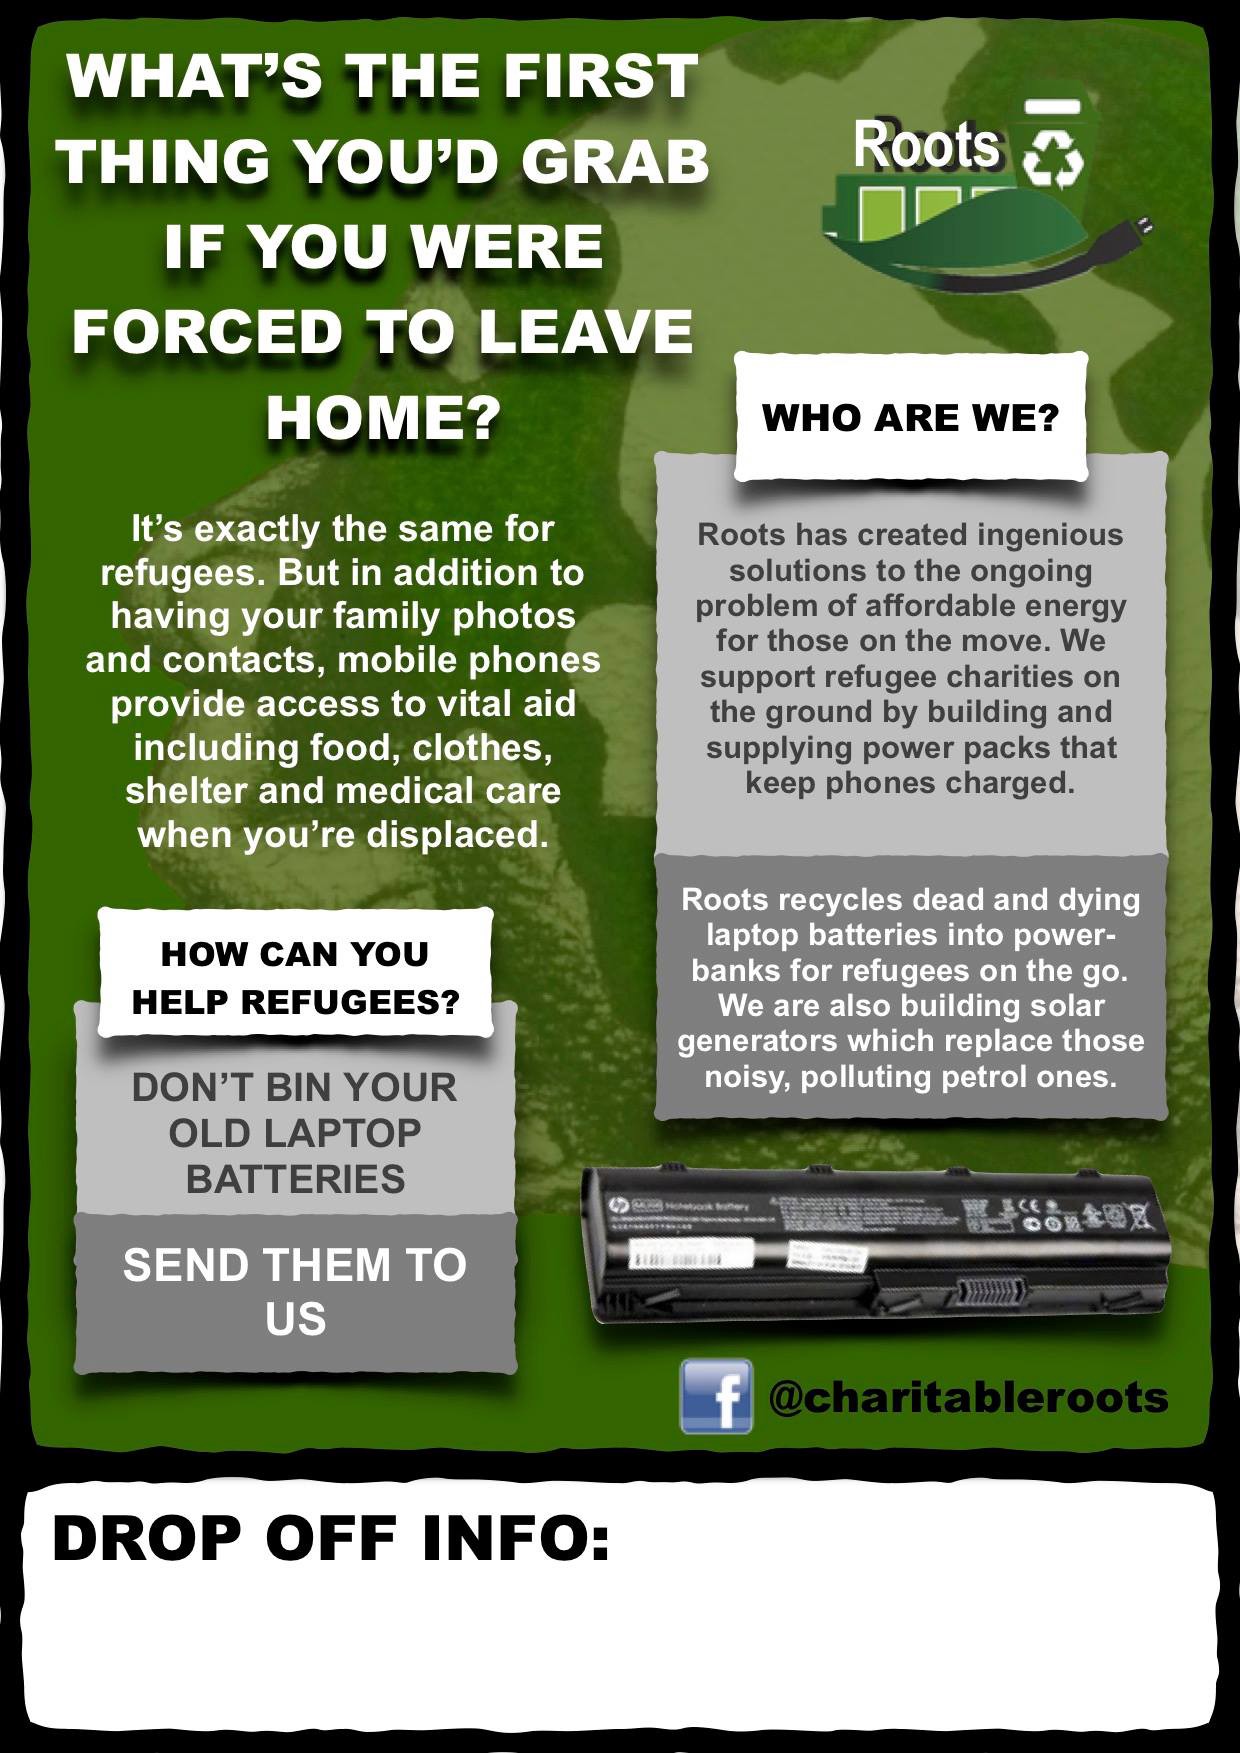 WHAT’S THE FIRST
THING YOU’D GRAB
IF YOU WERE
FORCED TO LEAVE
HOME?
Roots
It’s exactly the same for
refugees. But in addition to
having your family photos
and contacts, mobile phones
provide access to vital aid
including food, clothes,
shelter and medical care
when you’re displaced.
WHO ARE WE?
Roots has created ingenious
solutions to the ongoing
problem of affordable energy
for those on the move. We
support refugee charities on
the ground by building and
supplying power packs that
keep phones charged.
Roots recycles dead and dying
laptop batteries into power-
banks for refugees on the go.
We are also building solar
generators which replace those
noisy, polluting petrol ones.
HOW CAN YOU
HELP REFUGEES?
DON’T BIN YOUR
OLD LAPTOP
BATTERIES
SEND THEM TO
US
hp Notebook Battery
@charitableroots
DROP OFF INFO: